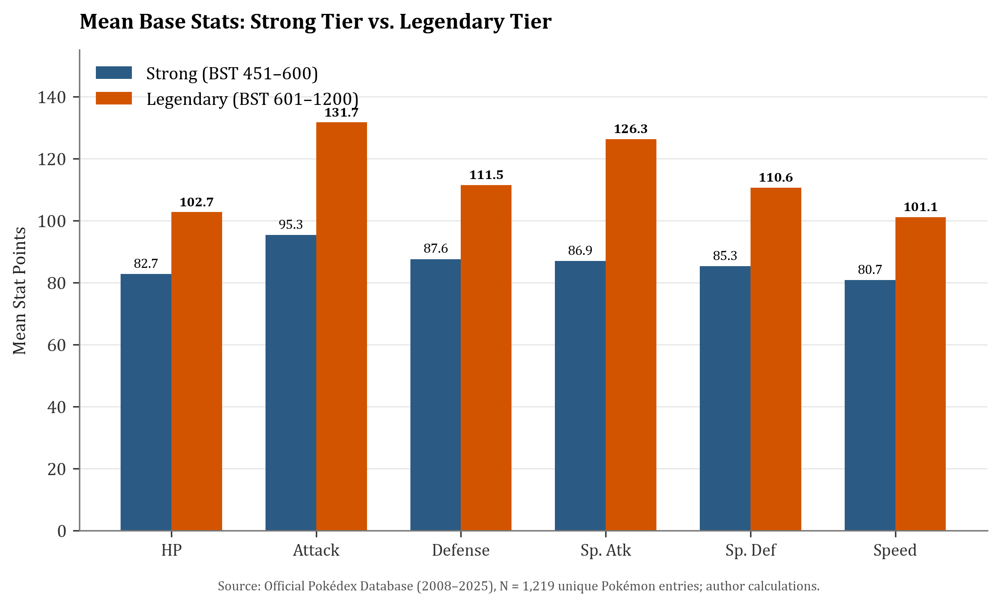 Mean Base Stats: Strong Tier vs. Legendary Tier
Strong (BST 451–600)
Legendary (BST 601–1200)
Mean Stat Points
140
120
100
80
60
40
20
0
82.7
102.7
95.3
131.7
87.6
111.5
86.9
126.3
85.3
110.6
80.7
101.1
HP
Attack
Defense
Sp. Atk
Sp. Def
Speed
Source: Official Pokédex Database (2008–2025), N = 1,219 unique Pokémon entries; author calculations.